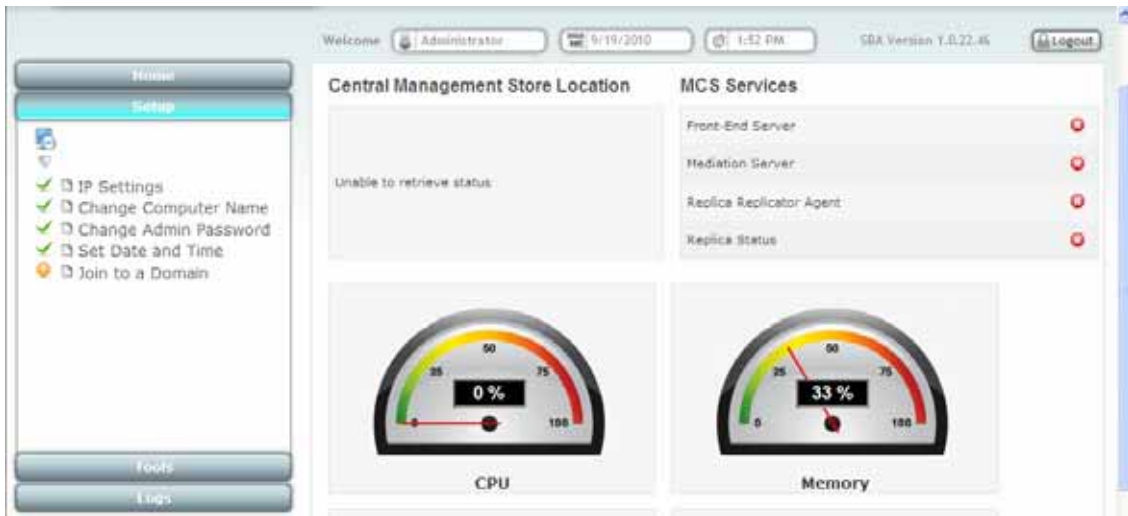 Welcome Administrator 9/19/2010 1:52 PM SBA Version 1.0.22.46 Logout
Home
Setup
IP Settings
Change Computer Name
Change Admin Password
Set Date and Time
Join to a Domain
Tools
Logs
Central Management Store Location
Unable to retrieve status
MCS Services
Front-End Server
Mediation Server
Replica Replicator Agent
Replica Status
0 25 50 75 100
0 %
CPU
0 25 50 75 100
33 %
Memory